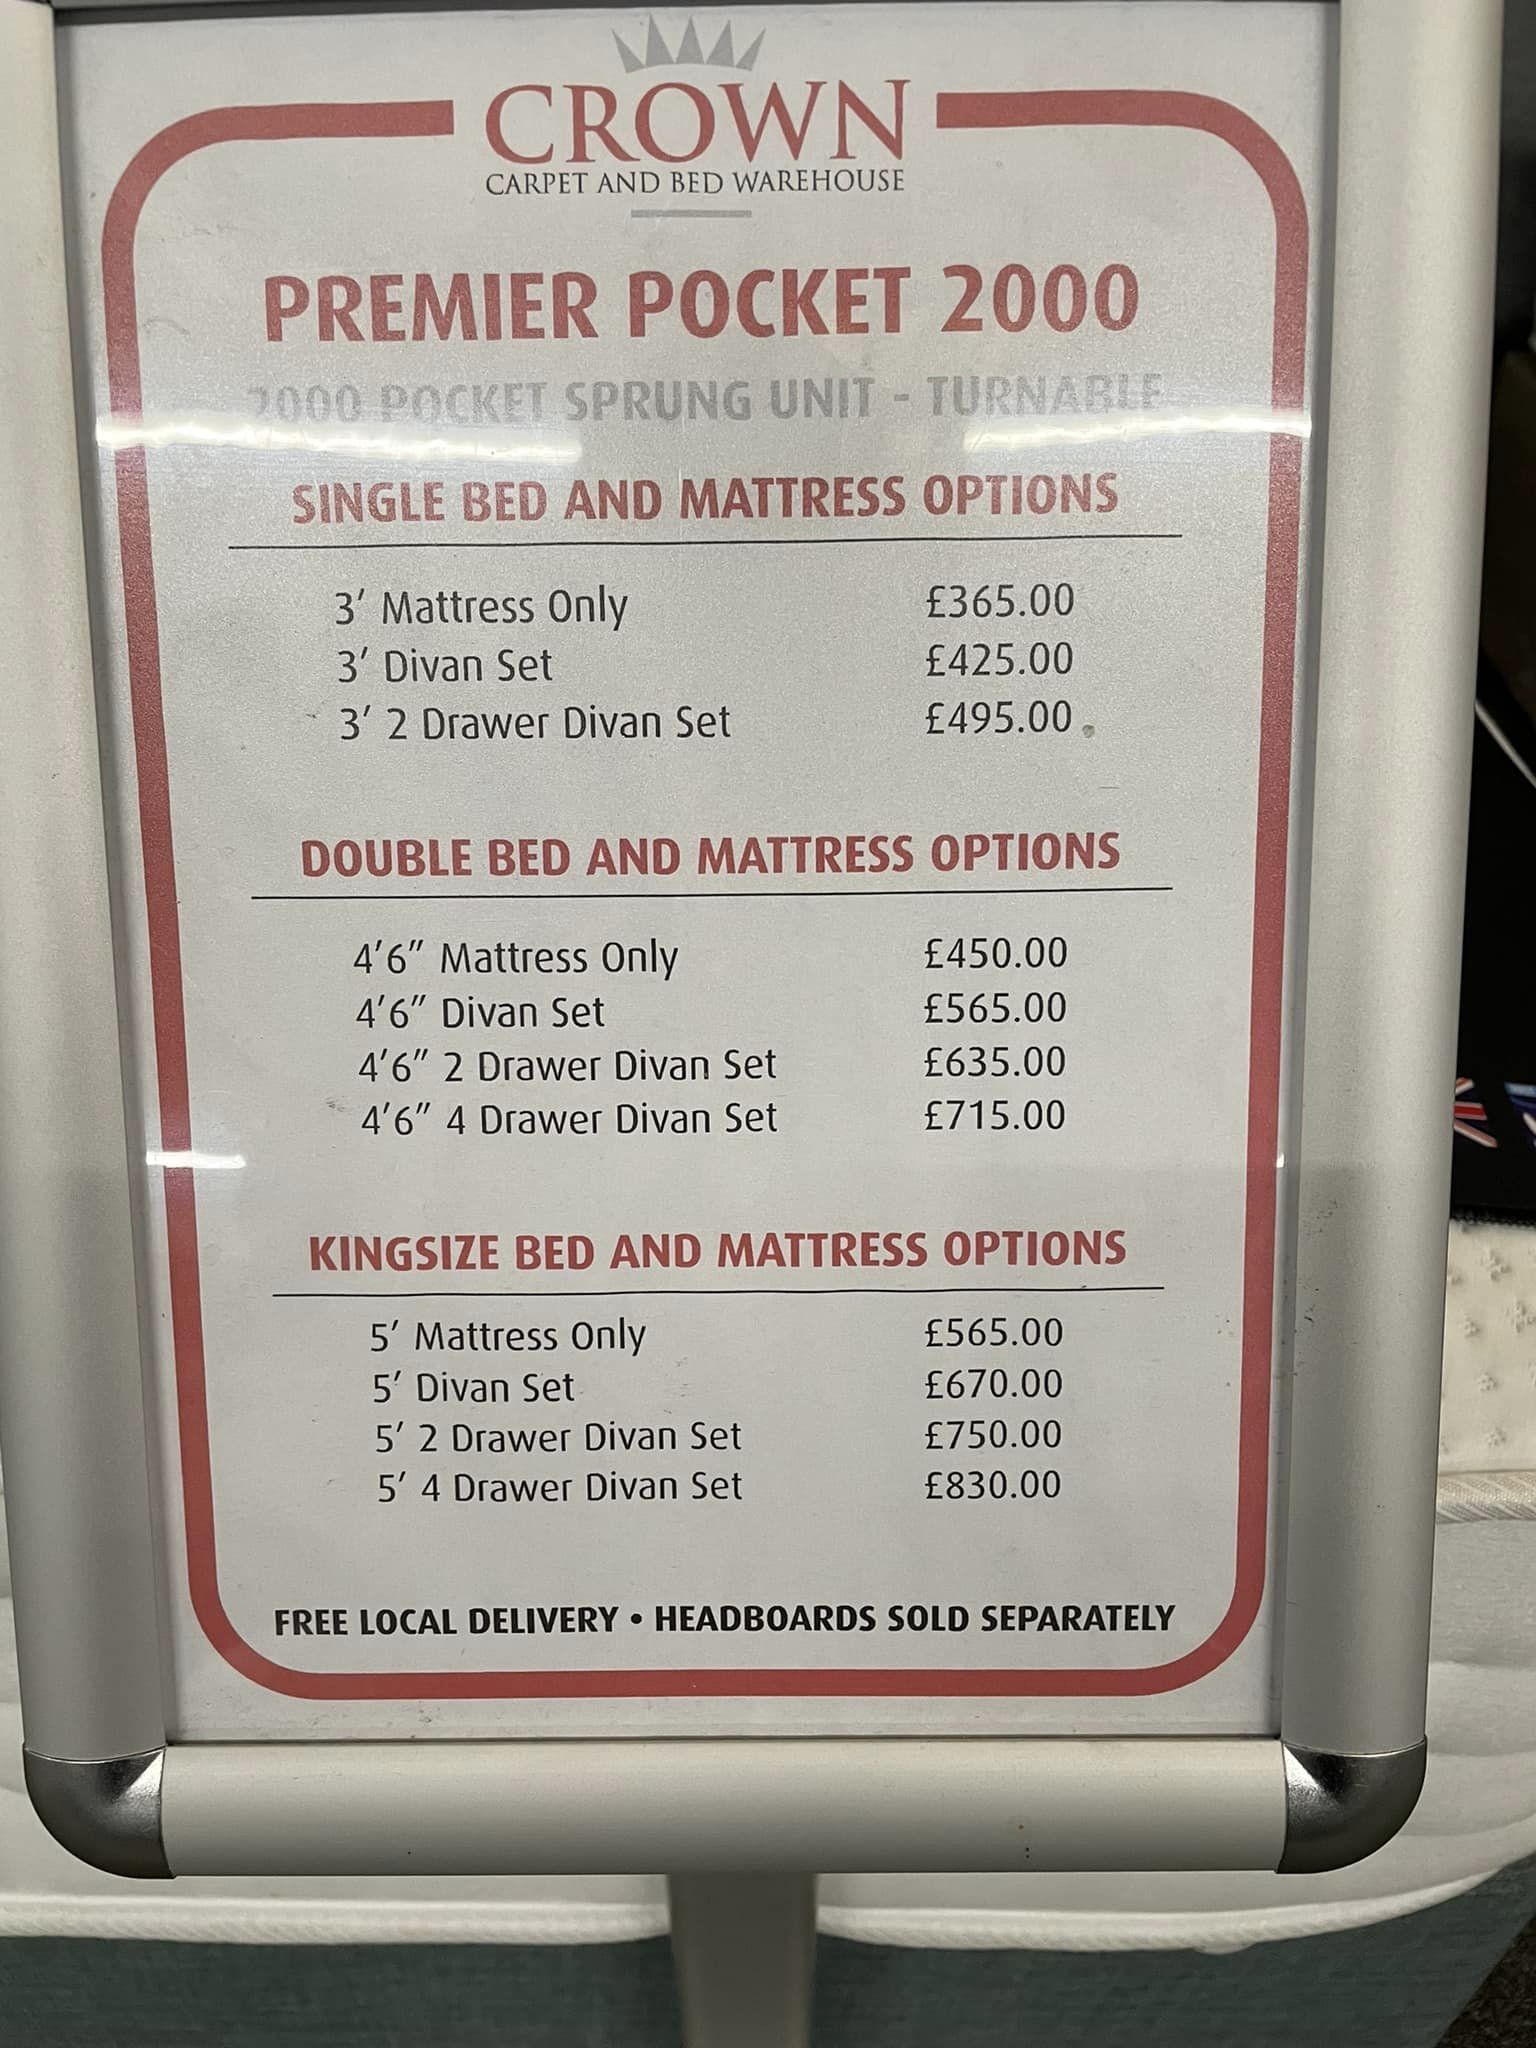 CROWN
CARPET AND BED WAREHOUSE
PREMIER POCKET 2000
2000 POCKET SPRUNG UNIT - TURNABLE
SINGLE BED AND MATTRESS OPTIONS
3' Mattress Only £365.00
3' Divan Set £425.00
3' 2 Drawer Divan Set £495.00
DOUBLE BED AND MATTRESS OPTIONS
4'6" Mattress Only £450.00
4'6" Divan Set £565.00
4'6" 2 Drawer Divan Set £635.00
4'6" 4 Drawer Divan Set £715.00
KINGSIZE BED AND MATTRESS OPTIONS
5' Mattress Only £565.00
5' Divan Set £670.00
5' 2 Drawer Divan Set £750.00
5' 4 Drawer Divan Set £830.00
FREE LOCAL DELIVERY • HEADBOARDS SOLD SEPARATELY